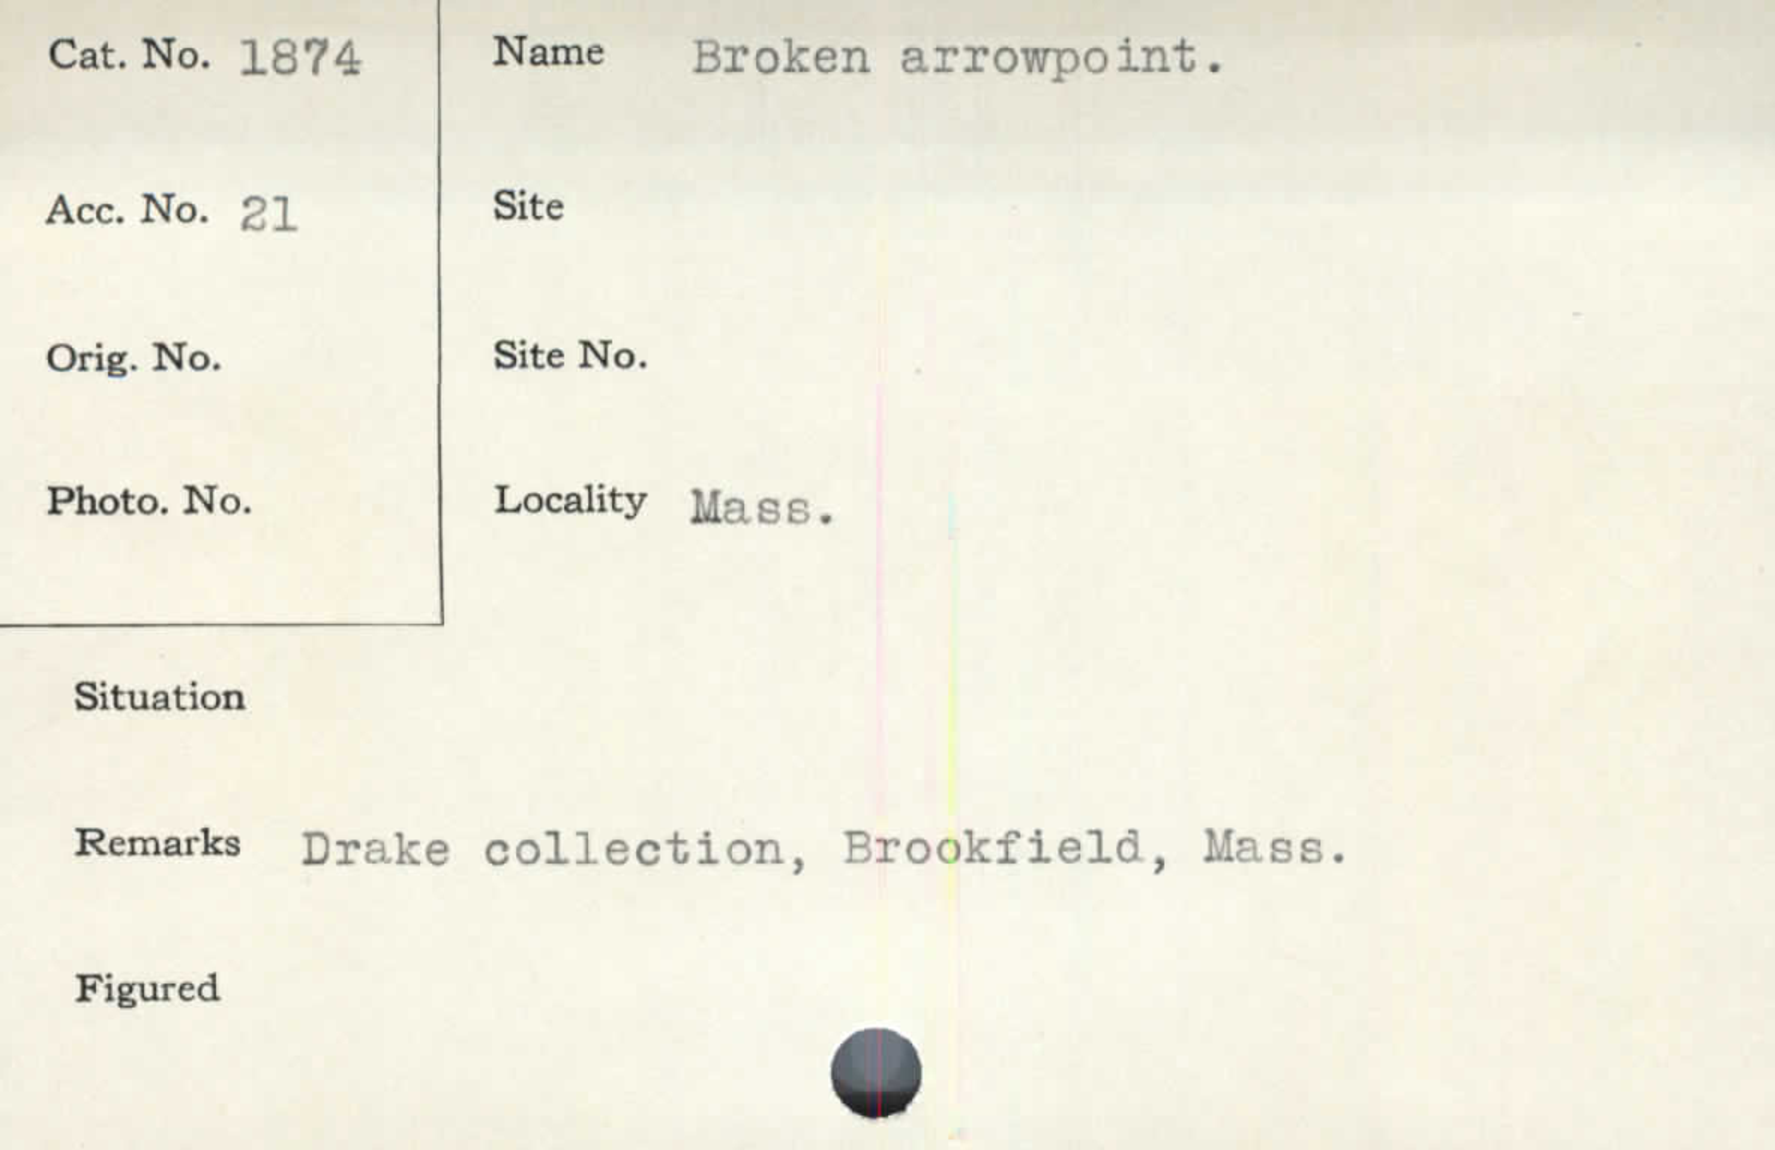 Cat. No. 1874
Name Broken arrowpoint.
Acc. No. 21
Site
Orig. No.
Site No.
Photo. No.
Locality Mass.
Situation
Remarks Drake collection, Brookfield, Mass.
Figured